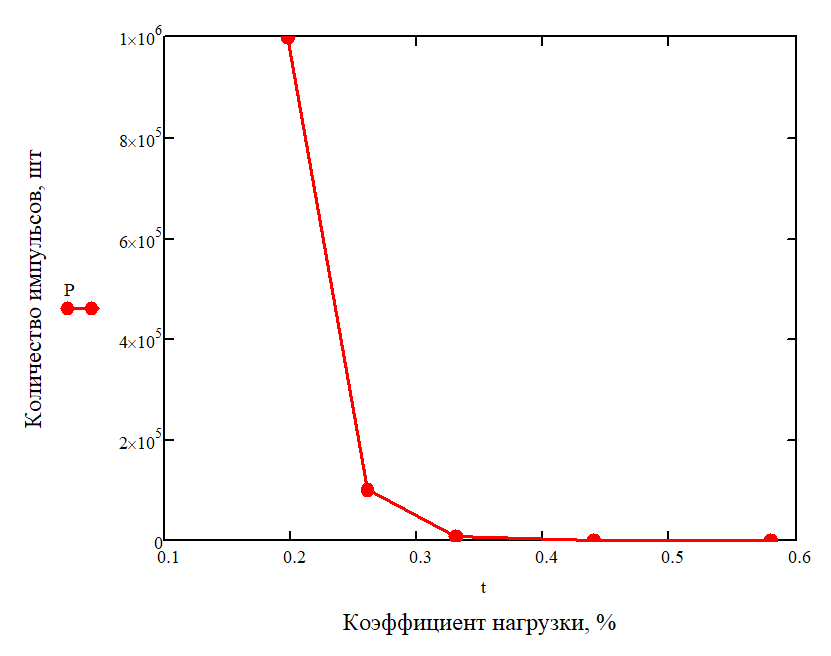 1×10⁶
8×10⁵
6×10⁵
4×10⁵
2×10⁵
0
Количество импульсов, шт
P
0.1 0.2 0.3 0.4 0.5 0.6
t
Коэффициент нагрузки, %